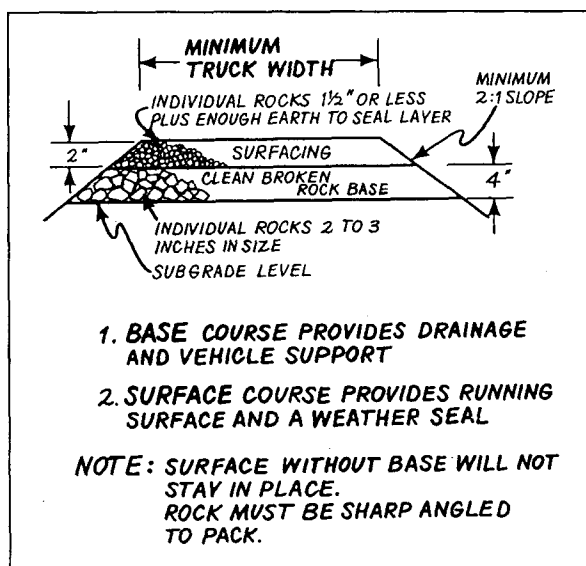 MINIMUM
TRUCK WIDTH
MINIMUM
2:1 SLOPE
INDIVIDUAL ROCKS 1½" OR LESS
PLUS ENOUGH EARTH TO SEAL LAYER
2"
SURFACING
CLEAN BROKEN
ROCK BASE
4"
INDIVIDUAL ROCKS 2 TO 3
INCHES IN SIZE
SUBGRADE LEVEL
1. BASE COURSE PROVIDES DRAINAGE
AND VEHICLE SUPPORT
2. SURFACE COURSE PROVIDES RUNNING
SURFACE AND A WEATHER SEAL
NOTE: SURFACE WITHOUT BASE WILL NOT
STAY IN PLACE.
ROCK MUST BE SHARP ANGLED
TO PACK.